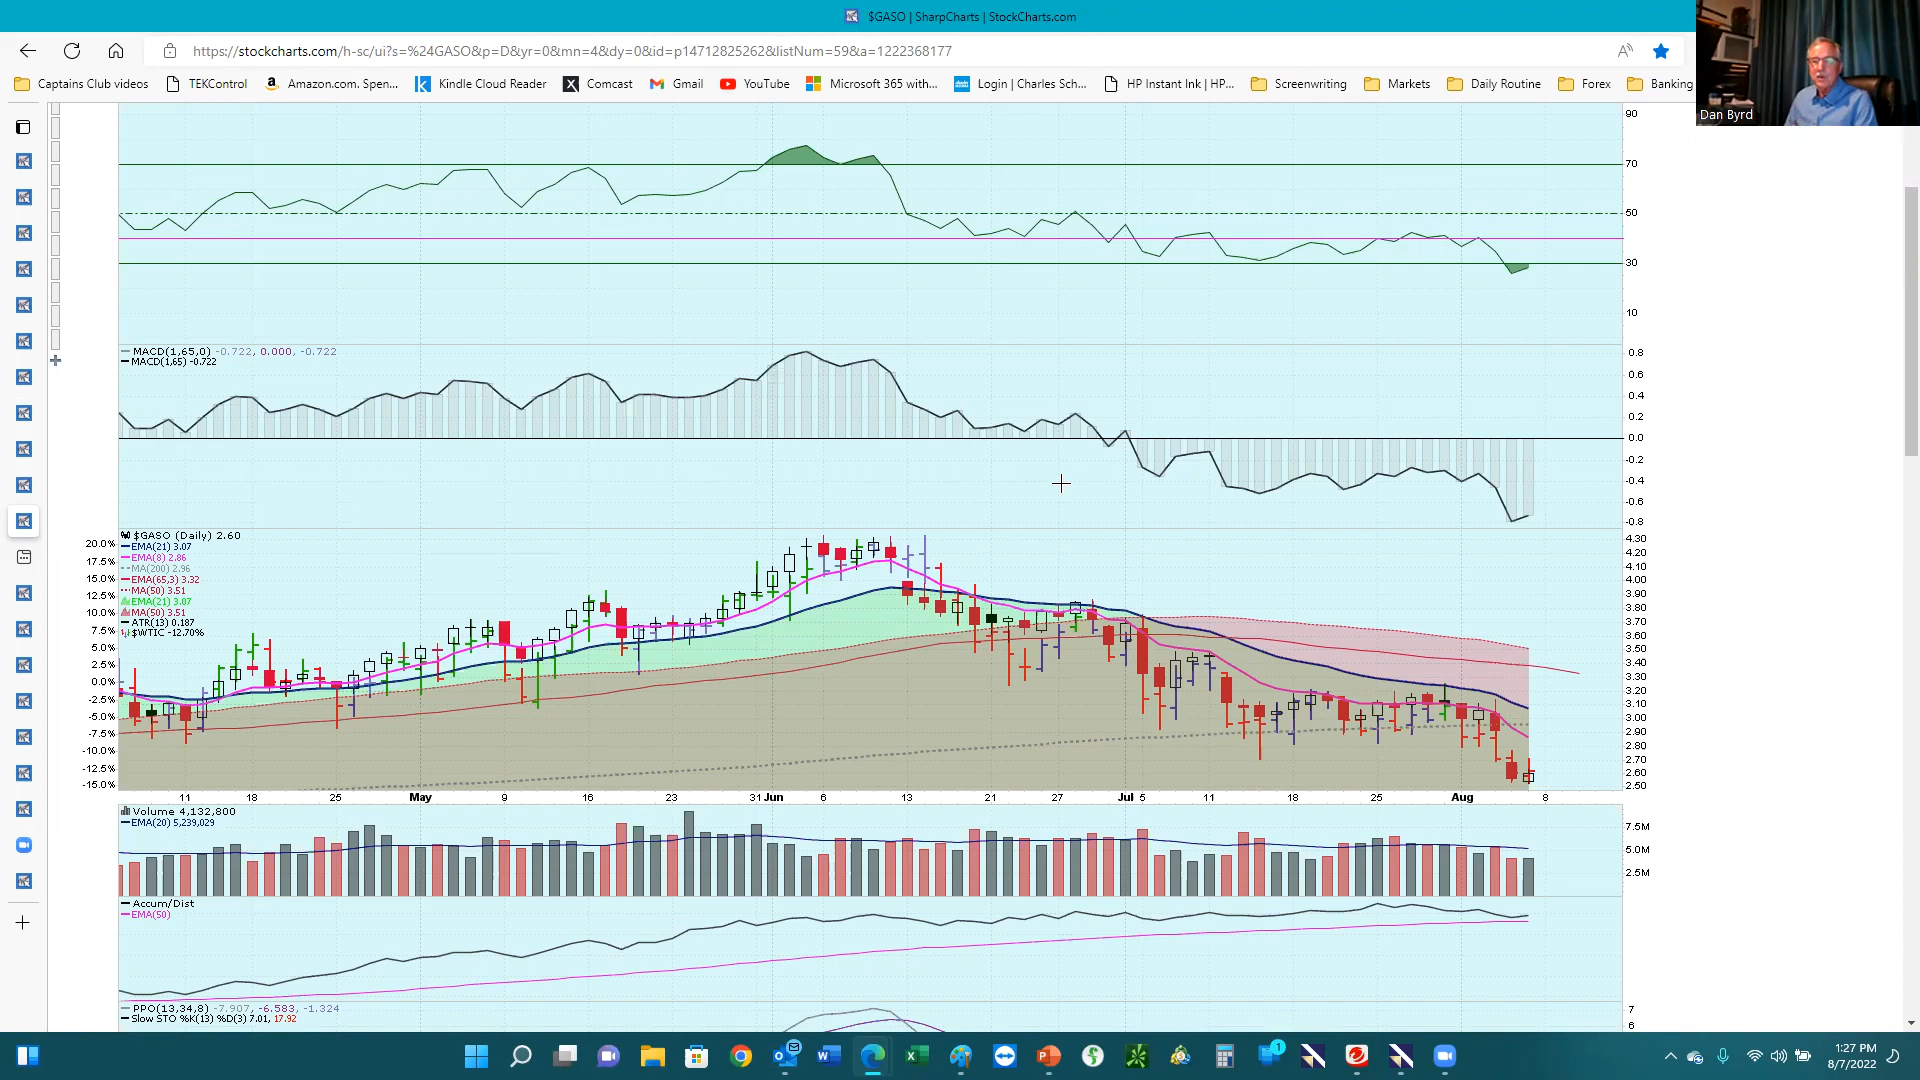 $GASO | SharpCharts | StockCharts.com
https://stockcharts.com/h-sc/ui?s=%24GASO&p=D&yr=0&mn=4&dy=0&id=p14712825262&listNum=59&a=1222368177
Captains Club videos TEKControl Amazon.com. Spen... Kindle Cloud Reader Comcast Gmail YouTube Microsoft 365 with... Login | Charles Sch... HP Instant Ink | HP... Screenwriting Markets Daily Routine Forex Banking
Dan Byrd
90
70
50
30
10
MACD(1,65,0) -0.722, 0.000, -0.722
MACD(1,65) -0.722
0.8
0.6
0.4
0.2
0.0
-0.2
-0.4
-0.6
-0.8
$GASO (Daily) 2.60
EMA(21) 3.07
EMA(8) 2.86
MA(200) 2.96
EMA(65,3) 3.32
MA(50) 3.51
EMA(21) 3.07
MA(50) 3.51
ATR(13) 0.187
$WTIC -12.70%
20.0%
17.5%
15.0%
12.5%
10.0%
7.5%
5.0%
2.5%
0.0%
-2.5%
-5.0%
-7.5%
-10.0%
-12.5%
-15.0%
4.30
4.20
4.10
4.00
3.90
3.80
3.70
3.60
3.50
3.40
3.30
3.20
3.10
3.00
2.90
2.80
2.70
2.60
2.50
11 18 25 May 9 16 23 31 Jun 6 13 21 27 Jul 5 11 18 25 Aug 8
Volume 4,132,800
EMA(20) 5,239,029
7.5M
5.0M
2.5M
Accum/Dist
EMA(50)
PPO(13,34,8) -7.907, -6.583, -1.324
Slow STO %K(13) %D(3) 7.01, 17.92
7
6
1
1:27 PM
8/7/2022